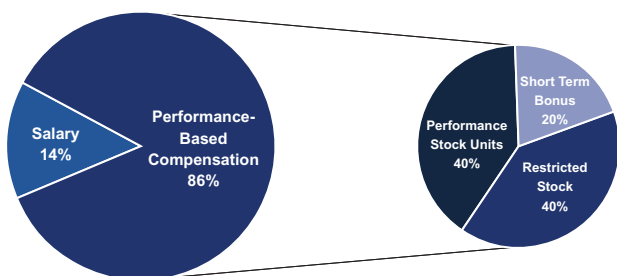 Salary
14%
Performance-
Based
Compensation
86%
Performance
Stock Units
40%
Short Term
Bonus
20%
Restricted
Stock
40%